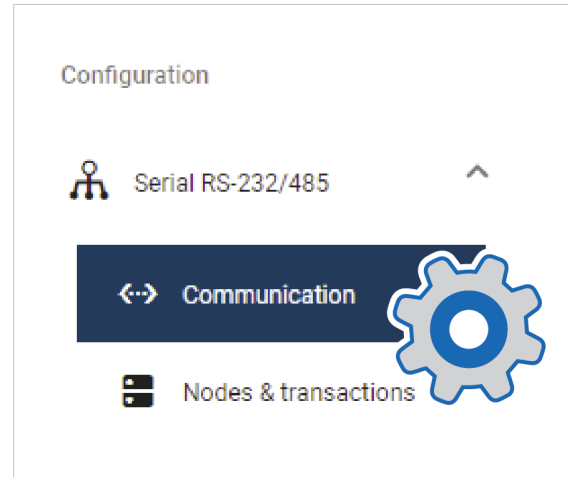 Configuration
Serial RS-232/485
Communication
Nodes & transactions